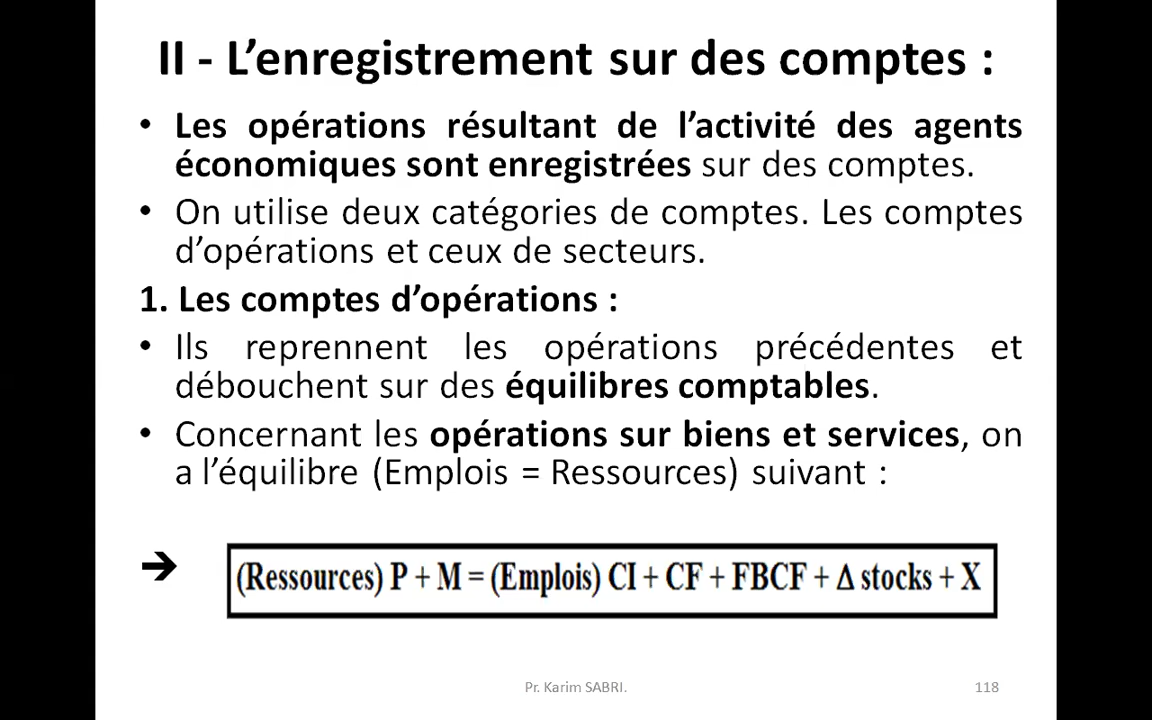 II - L’enregistrement sur des comptes :
• Les opérations résultant de l’activité des agents
économiques sont enregistrées sur des comptes.
• On utilise deux catégories de comptes. Les comptes
d’opérations et ceux de secteurs.
1. Les comptes d’opérations :
• Ils reprennent les opérations précédentes et
débouchent sur des équilibres comptables.
• Concernant les opérations sur biens et services, on
a l’équilibre (Emplois = Ressources) suivant :
➔ (Ressources) P + M = (Emplois) CI + CF + FBCF + Δ stocks + X
Pr. Karim SABRI. 118